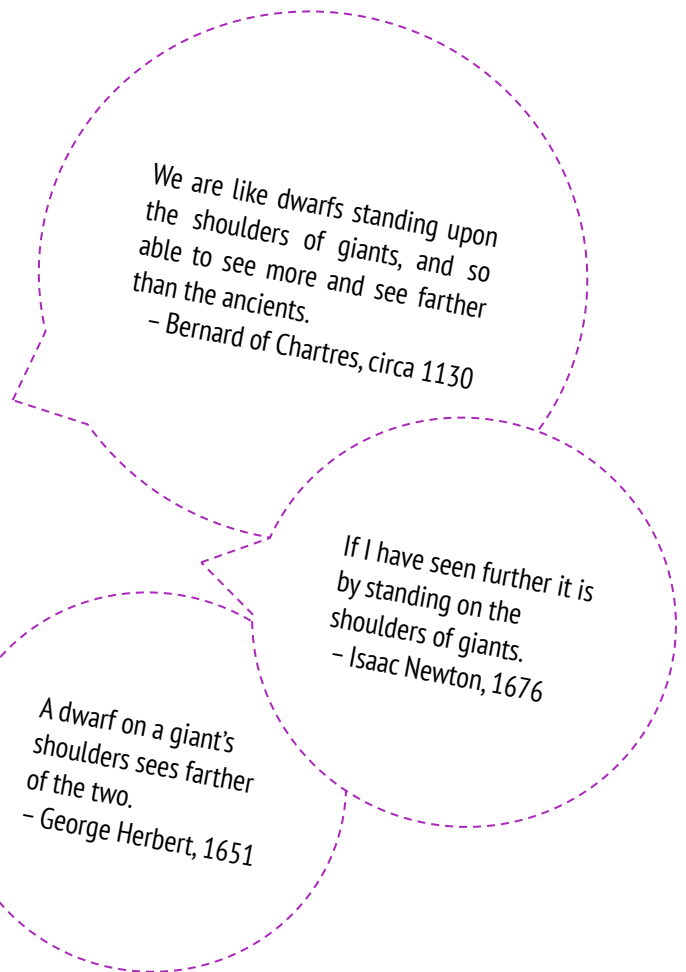 We are like dwarfs standing upon
the shoulders of giants, and so
able to see more and see farther
than the ancients.
– Bernard of Chartres, circa 1130
If I have seen further it is
by standing on the
shoulders of giants.
– Isaac Newton, 1676
A dwarf on a giant’s
shoulders sees farther
of the two.
– George Herbert, 1651